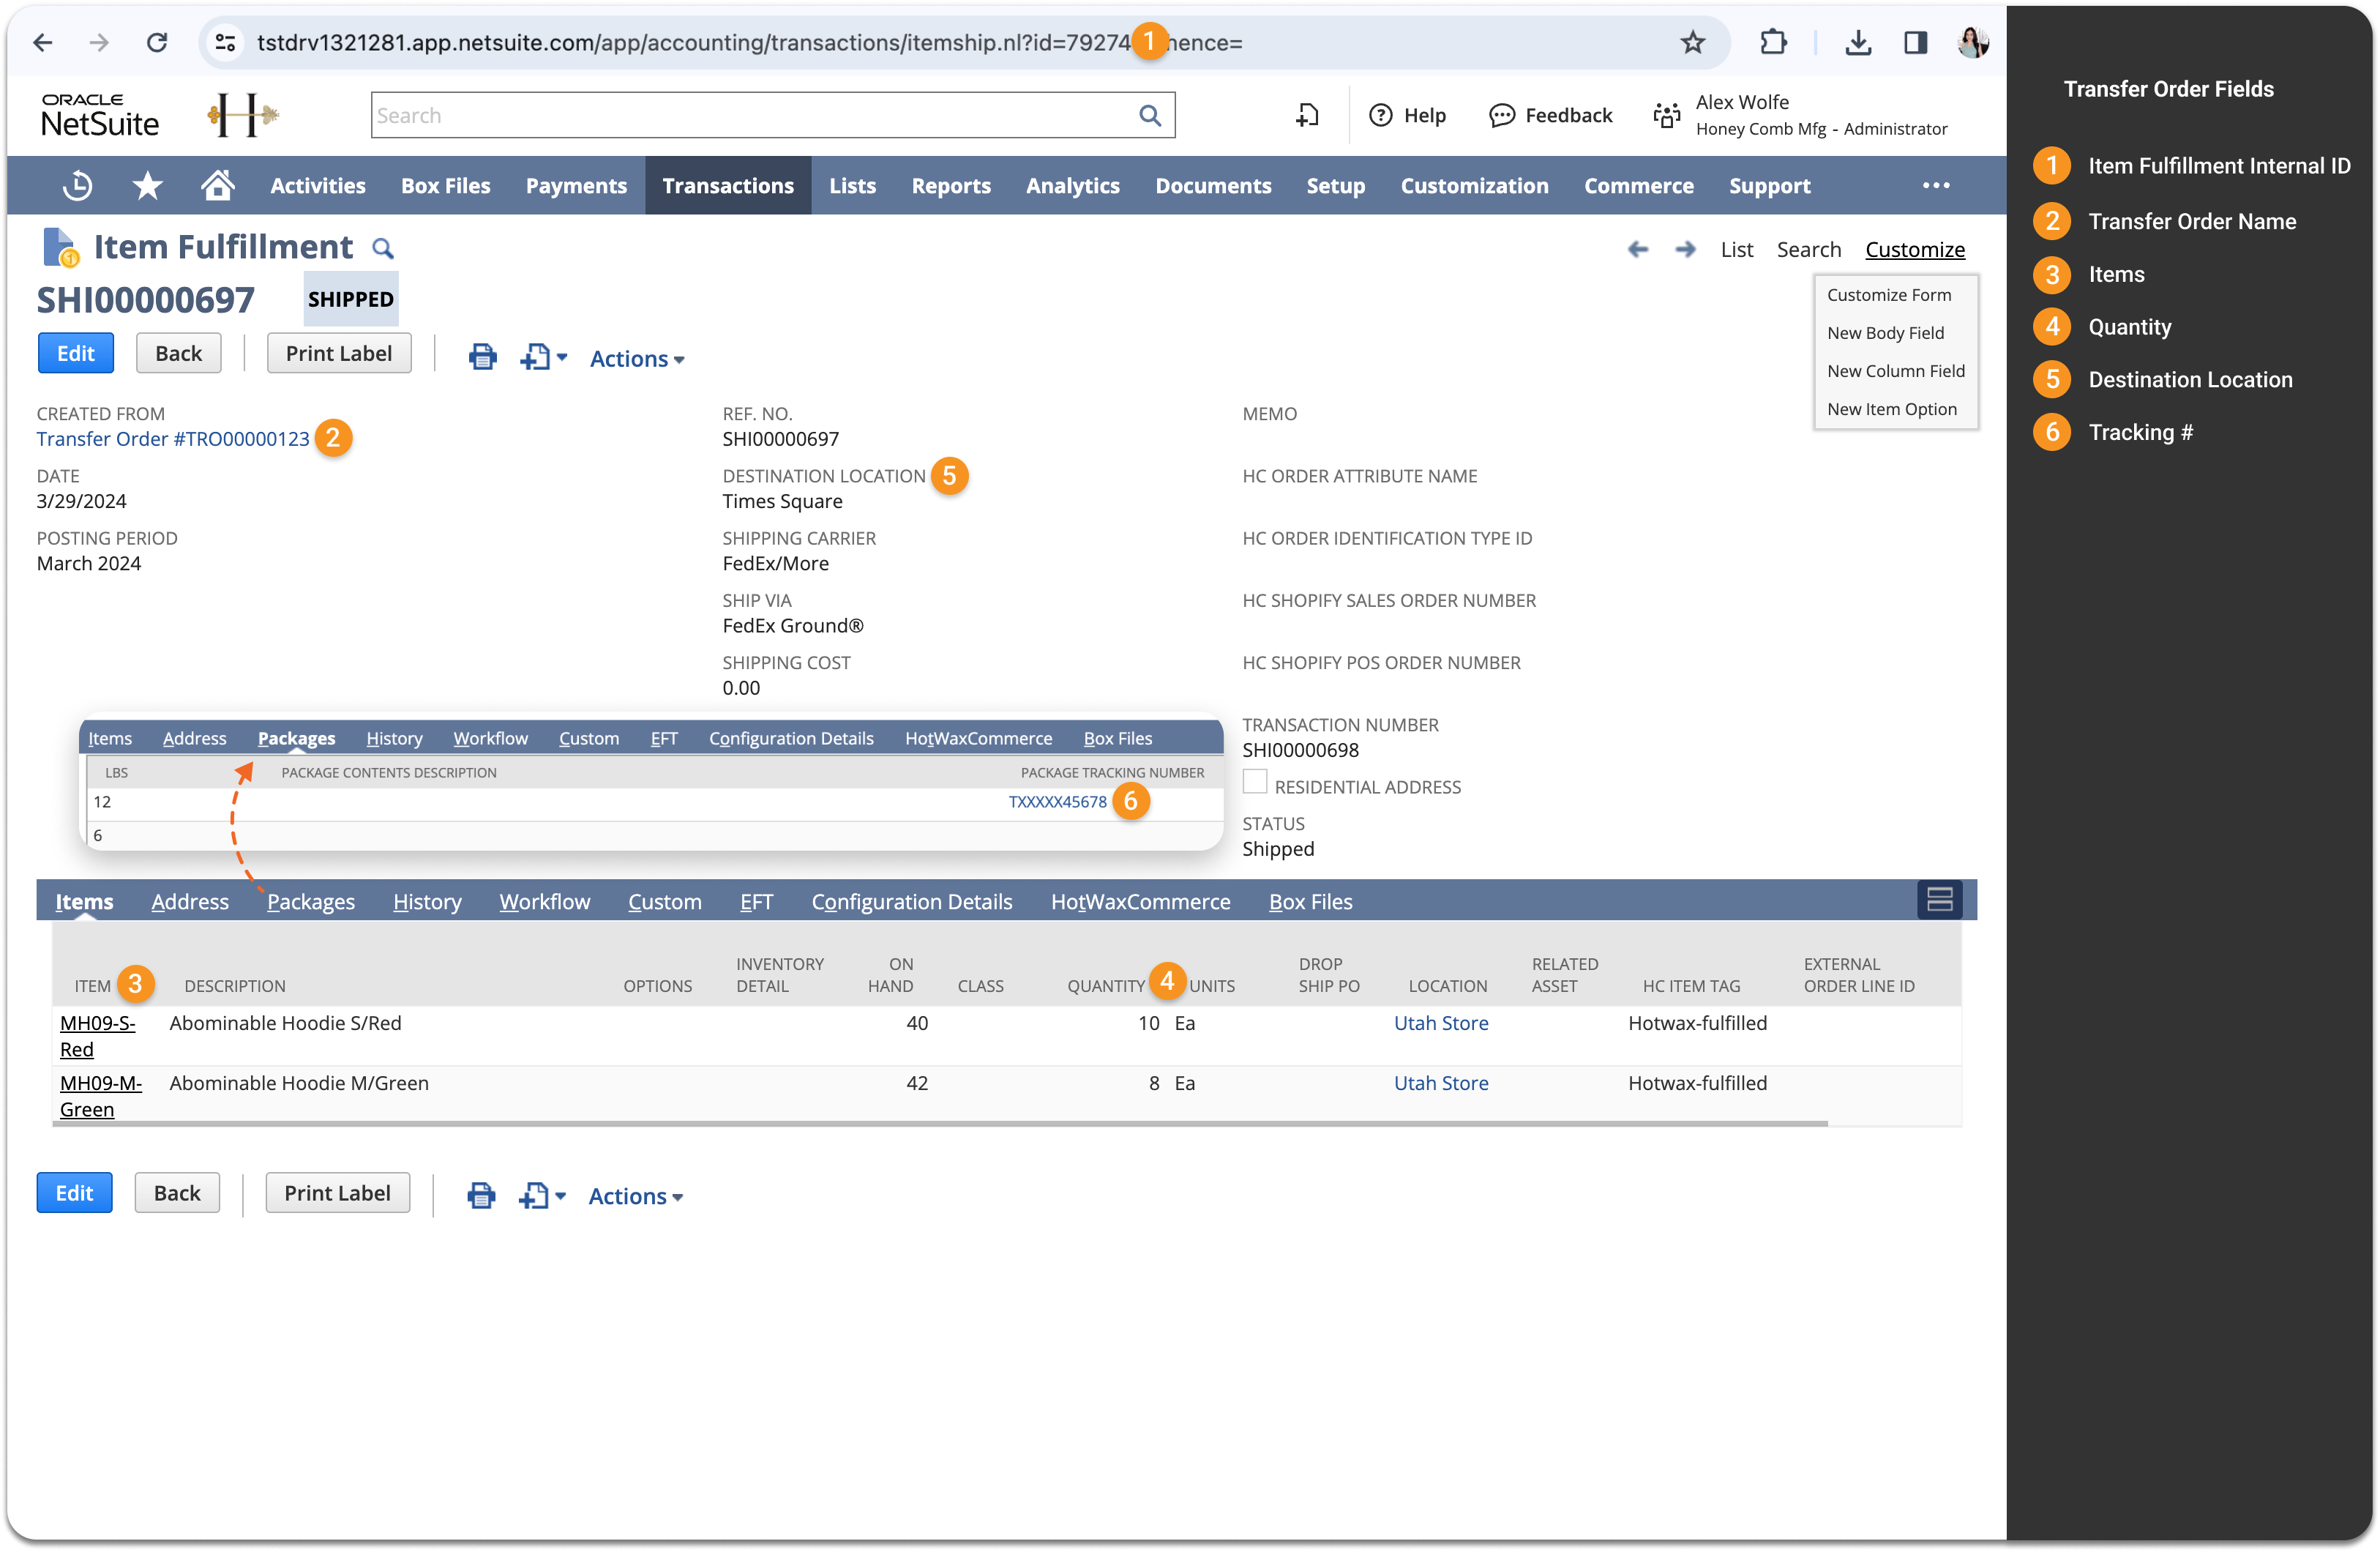 tstdrv1321281.app.netsuite.com/app/accounting/transactions/itemship.nl?id=79274 1 nence=
ORACLE
NetSuite
H
Search
Help
Feedback
Alex Wolfe
Honey Comb Mfg - Administrator
Activities Box Files Payments Transactions Lists Reports Analytics Documents Setup Customization Commerce Support
Item Fulfillment
List Search Customize
SHI00000697 SHIPPED
Customize Form
New Body Field
New Column Field
New Item Option
Edit Back Print Label Actions
CREATED FROM
Transfer Order #TRO00000123 2
DATE
3/29/2024
POSTING PERIOD
March 2024
REF. NO.
SHI00000697
DESTINATION LOCATION 5
Times Square
SHIPPING CARRIER
FedEx/More
SHIP VIA
FedEx Ground®
SHIPPING COST
0.00
MEMO
HC ORDER ATTRIBUTE NAME
HC ORDER IDENTIFICATION TYPE ID
HC SHOPIFY SALES ORDER NUMBER
HC SHOPIFY POS ORDER NUMBER
TRANSACTION NUMBER
SHI00000698
RESIDENTIAL ADDRESS
STATUS
Shipped
Items Address Packages History Workflow Custom EFT Configuration Details HotWaxCommerce Box Files
LBS PACKAGE CONTENTS DESCRIPTION PACKAGE TRACKING NUMBER
12 TXXXXX45678 6
6
Items Address Packages History Workflow Custom EFT Configuration Details HotWaxCommerce Box Files
ITEM 3 DESCRIPTION OPTIONS INVENTORY DETAIL ON HAND CLASS QUANTITY 4 UNITS DROP SHIP PO LOCATION RELATED ASSET HC ITEM TAG EXTERNAL ORDER LINE ID
MH09-S-Red Abominable Hoodie S/Red 40 10 Ea Utah Store Hotwax-fulfilled
MH09-M-Green Abominable Hoodie M/Green 42 8 Ea Utah Store Hotwax-fulfilled
Edit Back Print Label Actions
Transfer Order Fields
1 Item Fulfillment Internal ID
2 Transfer Order Name
3 Items
4 Quantity
5 Destination Location
6 Tracking #